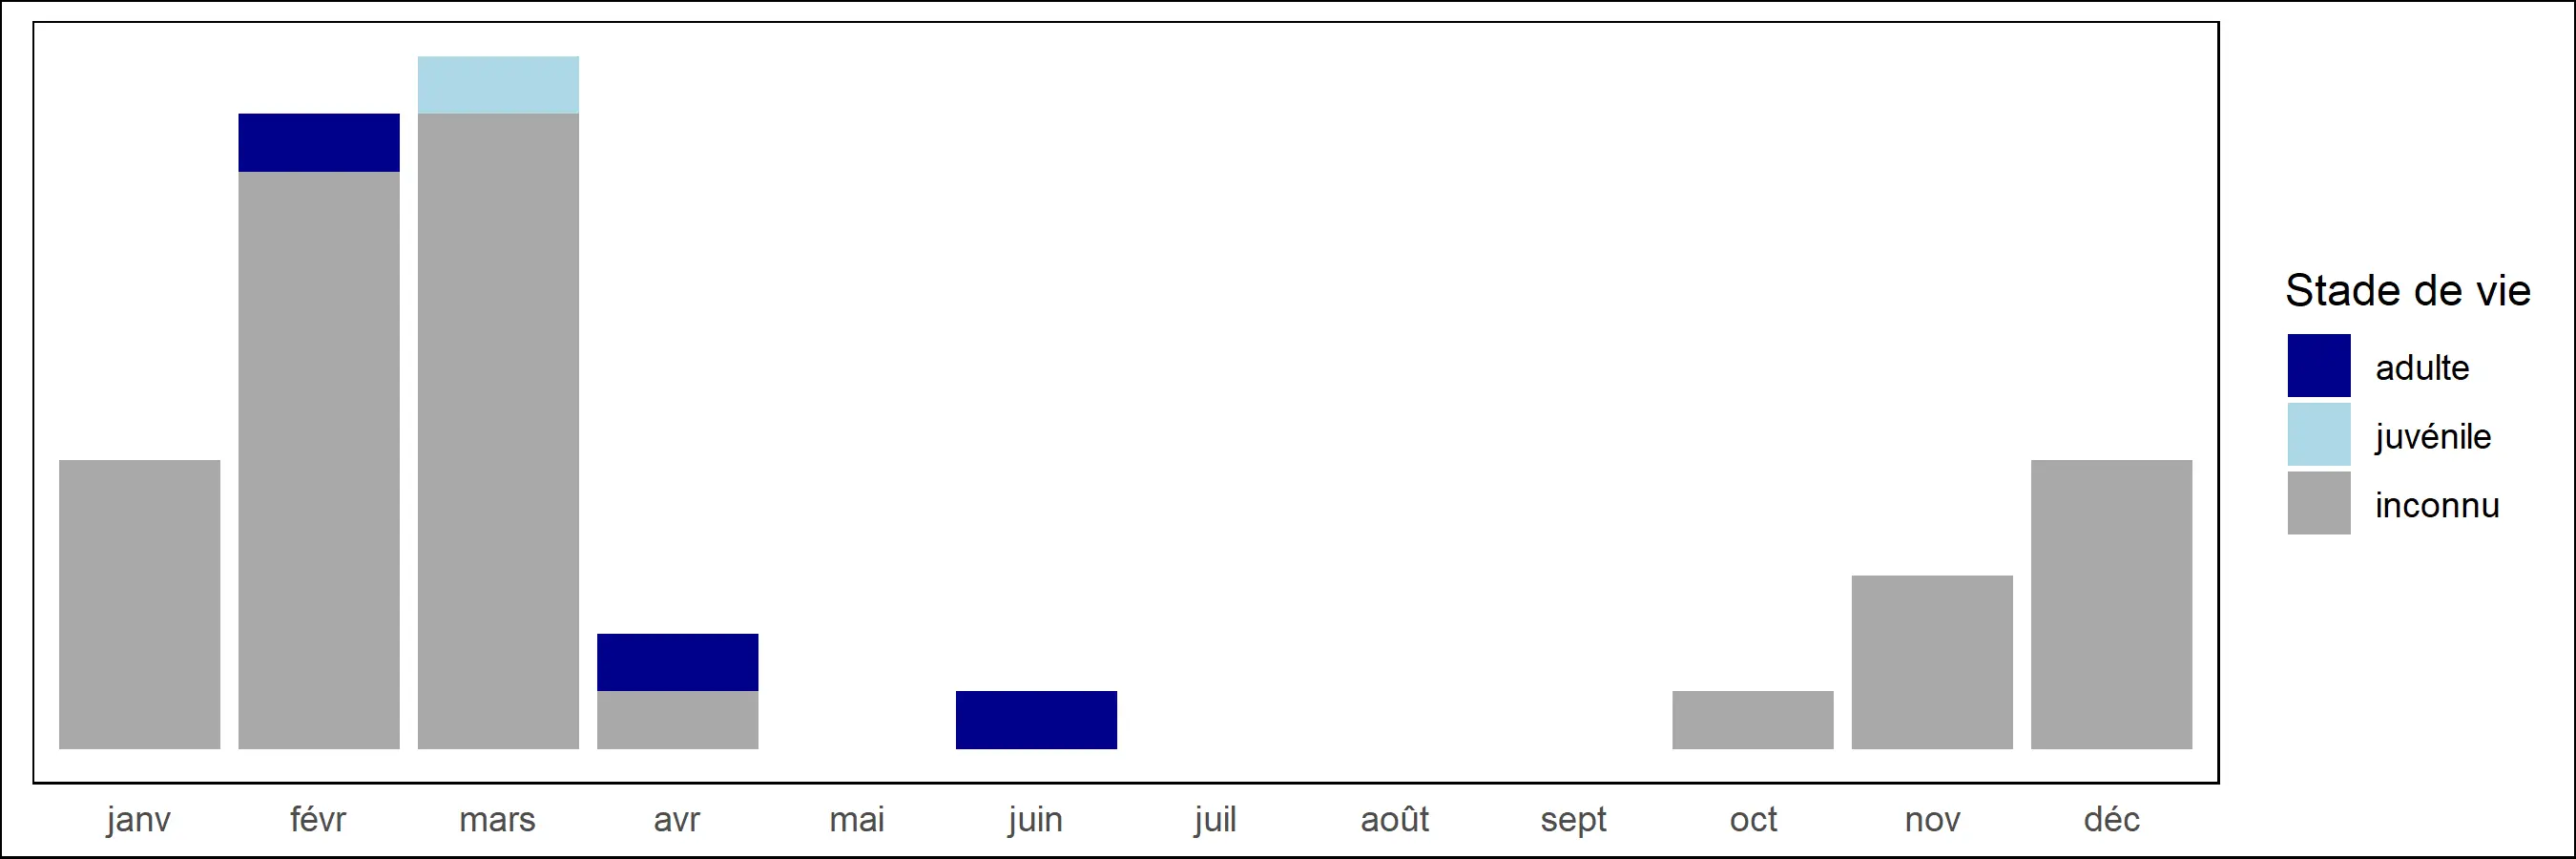 Stade de vie
adulte
juvénile
inconnu
janv févr mars avr mai juin juil août sept oct nov déc